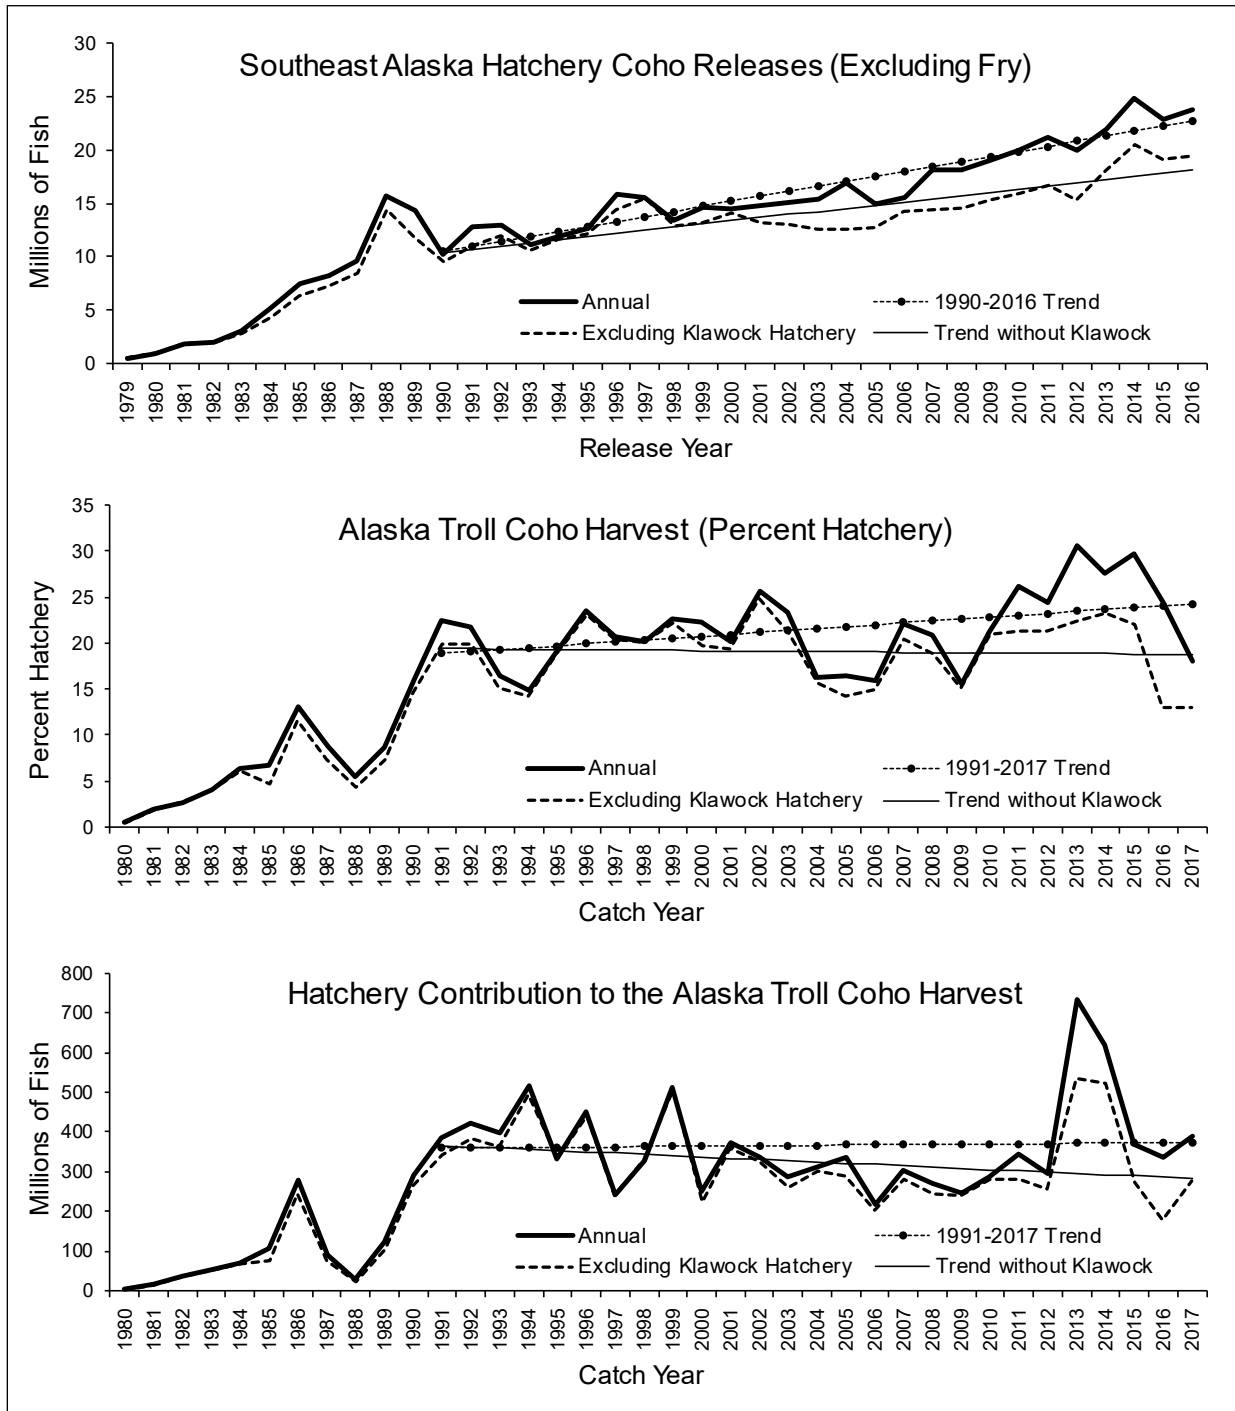 Southeast Alaska Hatchery Coho Releases (Excluding Fry)
Millions of Fish
30
25
20
15
10
5
0
Annual
1990-2016 Trend
Excluding Klawock Hatchery
Trend without Klawock
1979 1980 1981 1982 1983 1984 1985 1986 1987 1988 1989 1990 1991 1992 1993 1994 1995 1996 1997 1998 1999 2000 2001 2002 2003 2004 2005 2006 2007 2008 2009 2010 2011 2012 2013 2014 2015 2016
Release Year
Alaska Troll Coho Harvest (Percent Hatchery)
Percent Hatchery
35
30
25
20
15
10
5
0
Annual
1991-2017 Trend
Excluding Klawock Hatchery
Trend without Klawock
1980 1981 1982 1983 1984 1985 1986 1987 1988 1989 1990 1991 1992 1993 1994 1995 1996 1997 1998 1999 2000 2001 2002 2003 2004 2005 2006 2007 2008 2009 2010 2011 2012 2013 2014 2015 2016 2017
Catch Year
Hatchery Contribution to the Alaska Troll Coho Harvest
Millions of Fish
800
700
600
500
400
300
200
100
0
Annual
1991-2017 Trend
Excluding Klawock Hatchery
Trend without Klawock
1980 1981 1982 1983 1984 1985 1986 1987 1988 1989 1990 1991 1992 1993 1994 1995 1996 1997 1998 1999 2000 2001 2002 2003 2004 2005 2006 2007 2008 2009 2010 2011 2012 2013 2014 2015 2016 2017
Catch Year